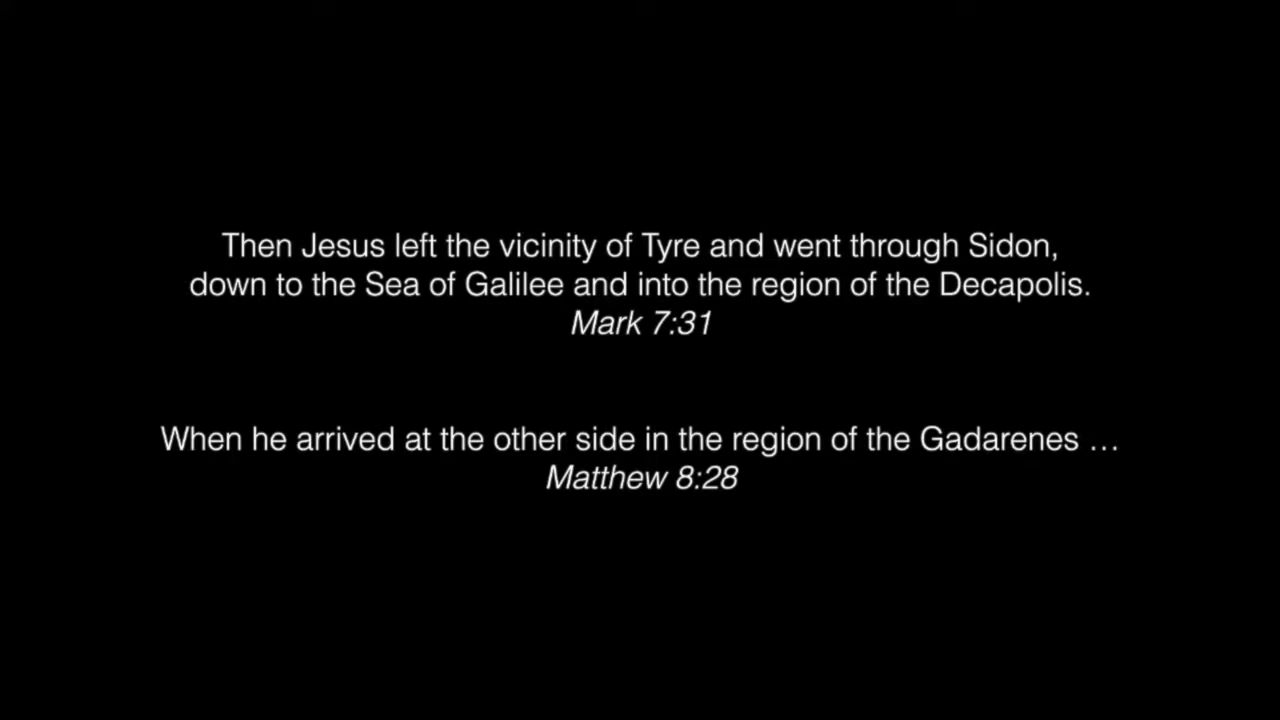 Then Jesus left the vicinity of Tyre and went through Sidon,
down to the Sea of Galilee and into the region of the Decapolis.
Mark 7:31
When he arrived at the other side in the region of the Gadarenes …
Matthew 8:28